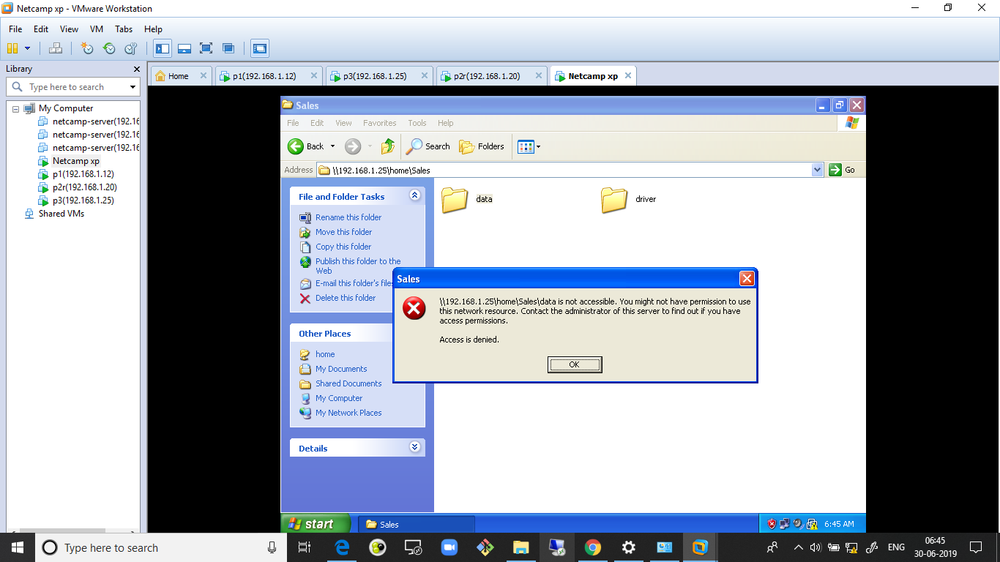 Netcamp xp - VMware Workstation
File Edit View VM Tabs Help
Library
Type here to search
My Computer
netcamp-server(192.16
netcamp-server(192.16
netcamp-server(192.16
Netcamp xp
p1(192.168.1.12)
p2r(192.168.1.20)
p3(192.168.1.25)
Shared VMs
Home p1(192.168.1.12) p3(192.168.1.25) p2r(192.168.1.20) Netcamp xp
Sales
File Edit View Favorites Tools Help
Back Search Folders
Address \\192.168.1.25\home\Sales Go
File and Folder Tasks
Rename this folder
Move this folder
Copy this folder
Publish this folder to the
Web
E-mail this folder's files
Delete this folder
Other Places
home
My Documents
Shared Documents
My Computer
My Network Places
Details
data driver
Sales
\\192.168.1.25\home\Sales\data is not accessible. You might not have permission to use
this network resource. Contact the administrator of this server to find out if you have
access permissions.
Access is denied.
OK
start Sales 6:45 AM
Type here to search ENG 06:45
30-06-2019